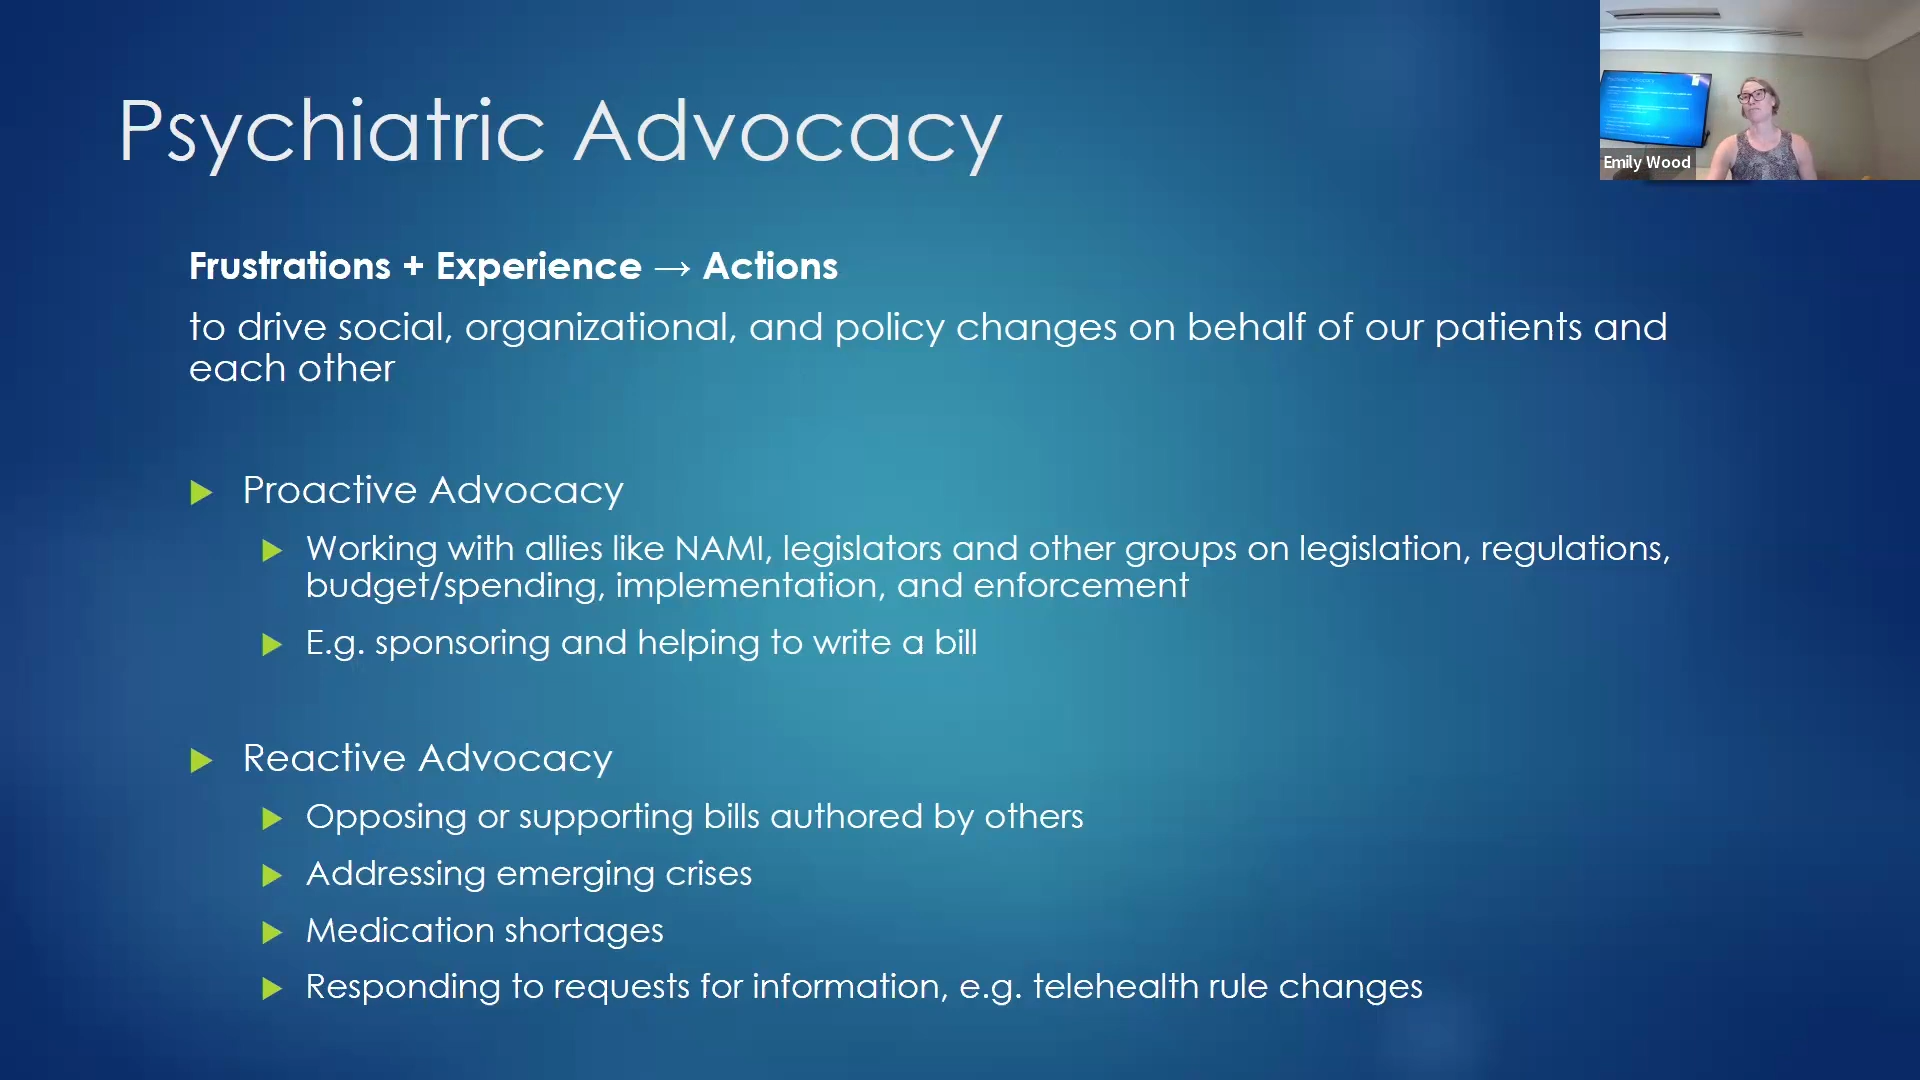 Psychiatric Advocacy
Emily Wood
Frustrations + Experience → Actions
to drive social, organizational, and policy changes on behalf of our patients and
each other
Proactive Advocacy
Working with allies like NAMI, legislators and other groups on legislation, regulations,
budget/spending, implementation, and enforcement
E.g. sponsoring and helping to write a bill
Reactive Advocacy
Opposing or supporting bills authored by others
Addressing emerging crises
Medication shortages
Responding to requests for information, e.g. telehealth rule changes